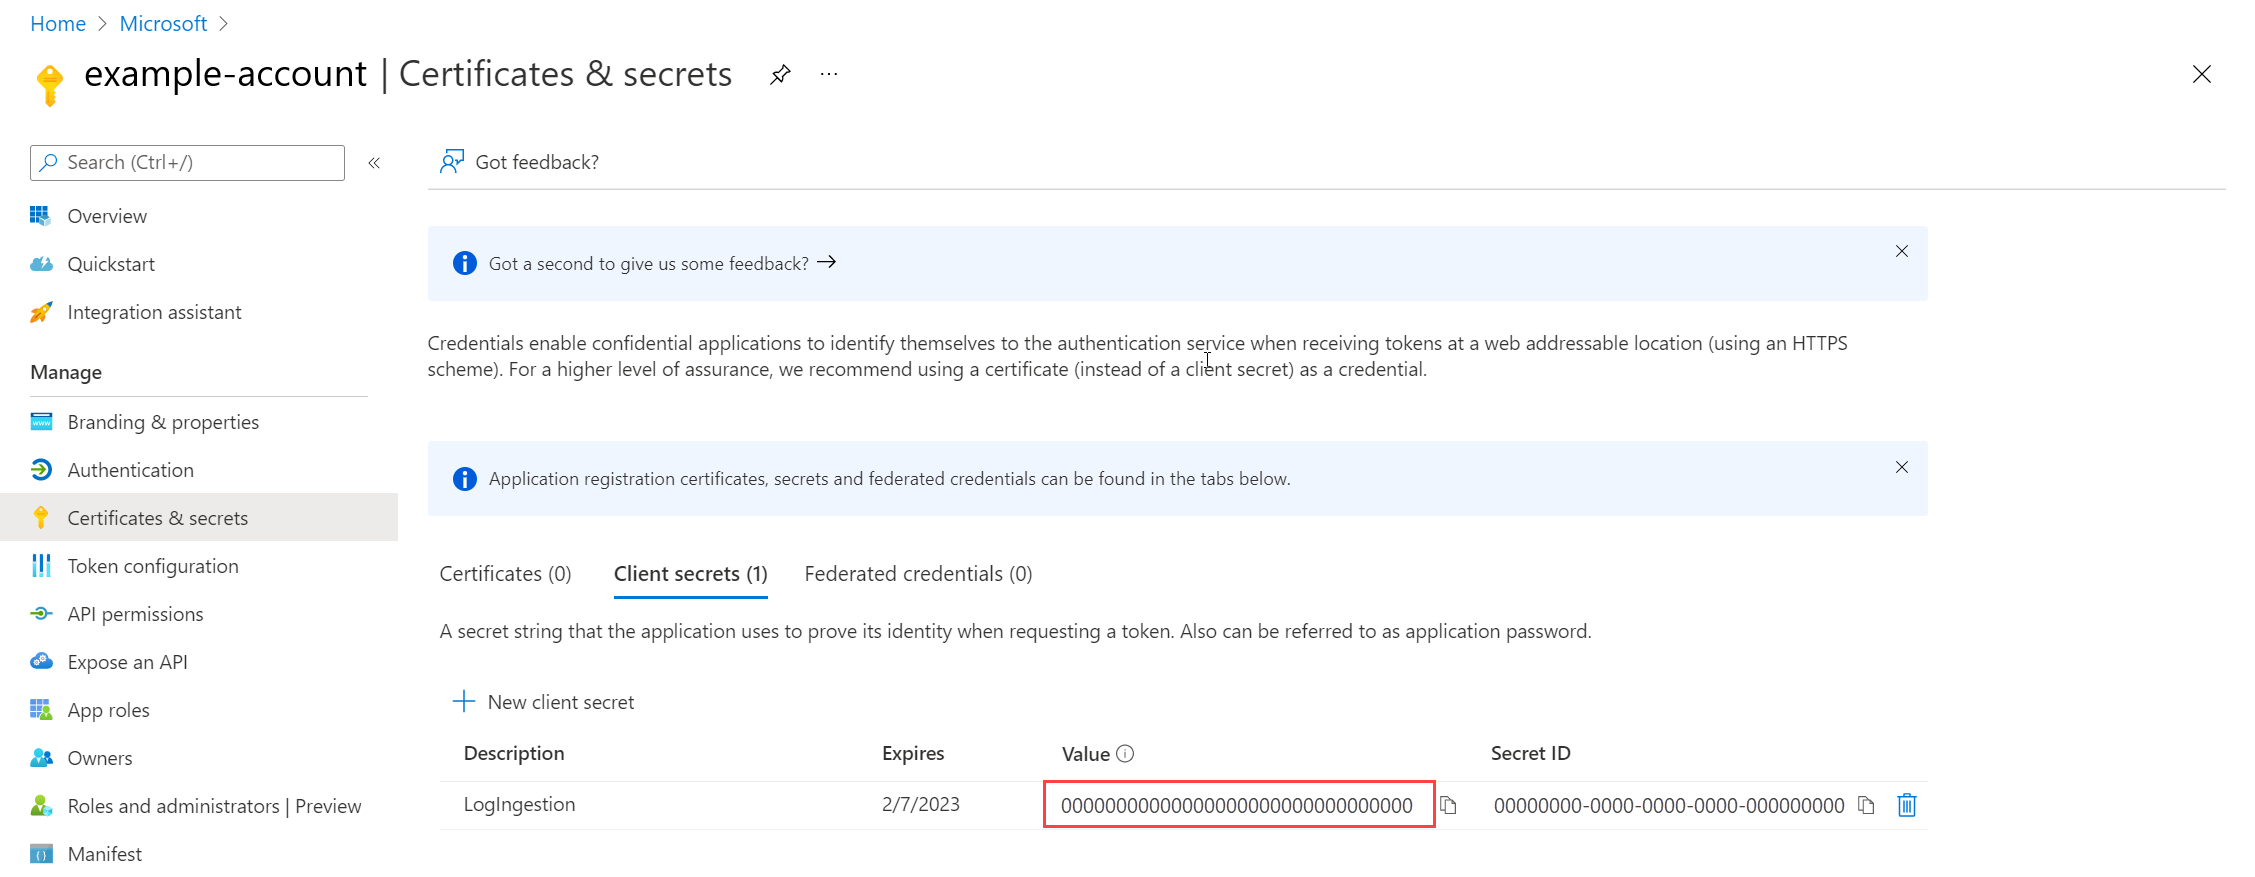 Home > Microsoft >
example-account | Certificates & secrets ...
Search (Ctrl+/)
Got feedback?
Overview
Quickstart
Integration assistant
Manage
Branding & properties
Authentication
Certificates & secrets
Token configuration
API permissions
Expose an API
App roles
Owners
Roles and administrators | Preview
Manifest
Got a second to give us some feedback?
Credentials enable confidential applications to identify themselves to the authentication service when receiving tokens at a web addressable location (using an HTTPS
scheme). For a higher level of assurance, we recommend using a certificate (instead of a client secret) as a credential.
Application registration certificates, secrets and federated credentials can be found in the tabs below.
Certificates (0) Client secrets (1) Federated credentials (0)
A secret string that the application uses to prove its identity when requesting a token. Also can be referred to as application password.
New client secret
Description Expires Value Secret ID
LogIngestion 2/7/2023 00000000000000000000000000000000 00000000-0000-0000-0000-000000000